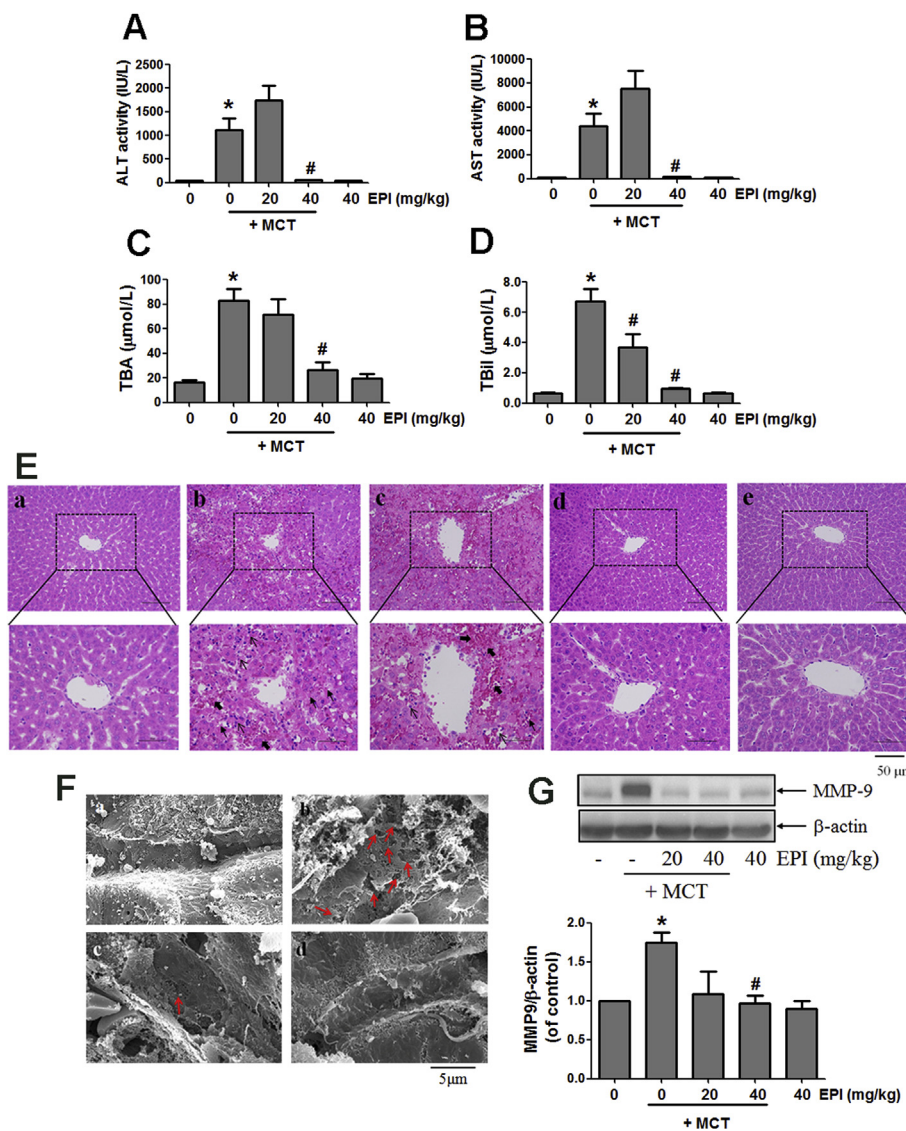 A
ALT activity (IU/L)
2500
2000
1500
1000
500
0
*
#
0 0 20 40 40 EPI (mg/kg)
+ MCT
B
AST activity (IU/L)
10000
8000
6000
4000
2000
0
*
#
0 0 20 40 40 EPI (mg/kg)
+ MCT
C
TBA (μmol/L)
100
80
60
40
20
0
*
#
0 0 20 40 40 EPI (mg/kg)
+ MCT
D
TBil (μmol/L)
8.0
6.0
4.0
2.0
0.0
*
#
#
0 0 20 40 40 EPI (mg/kg)
+ MCT
E
a b c d e
50 μm
F
a b
c d
5μm
G
MMP-9
β-actin
- - 20 40 40 EPI (mg/kg)
+ MCT
MMP9/β-actin
(of control)
2.0
1.5
1.0
0.5
0.0
*
#
0 0 20 40 40 EPI (mg/kg)
+ MCT